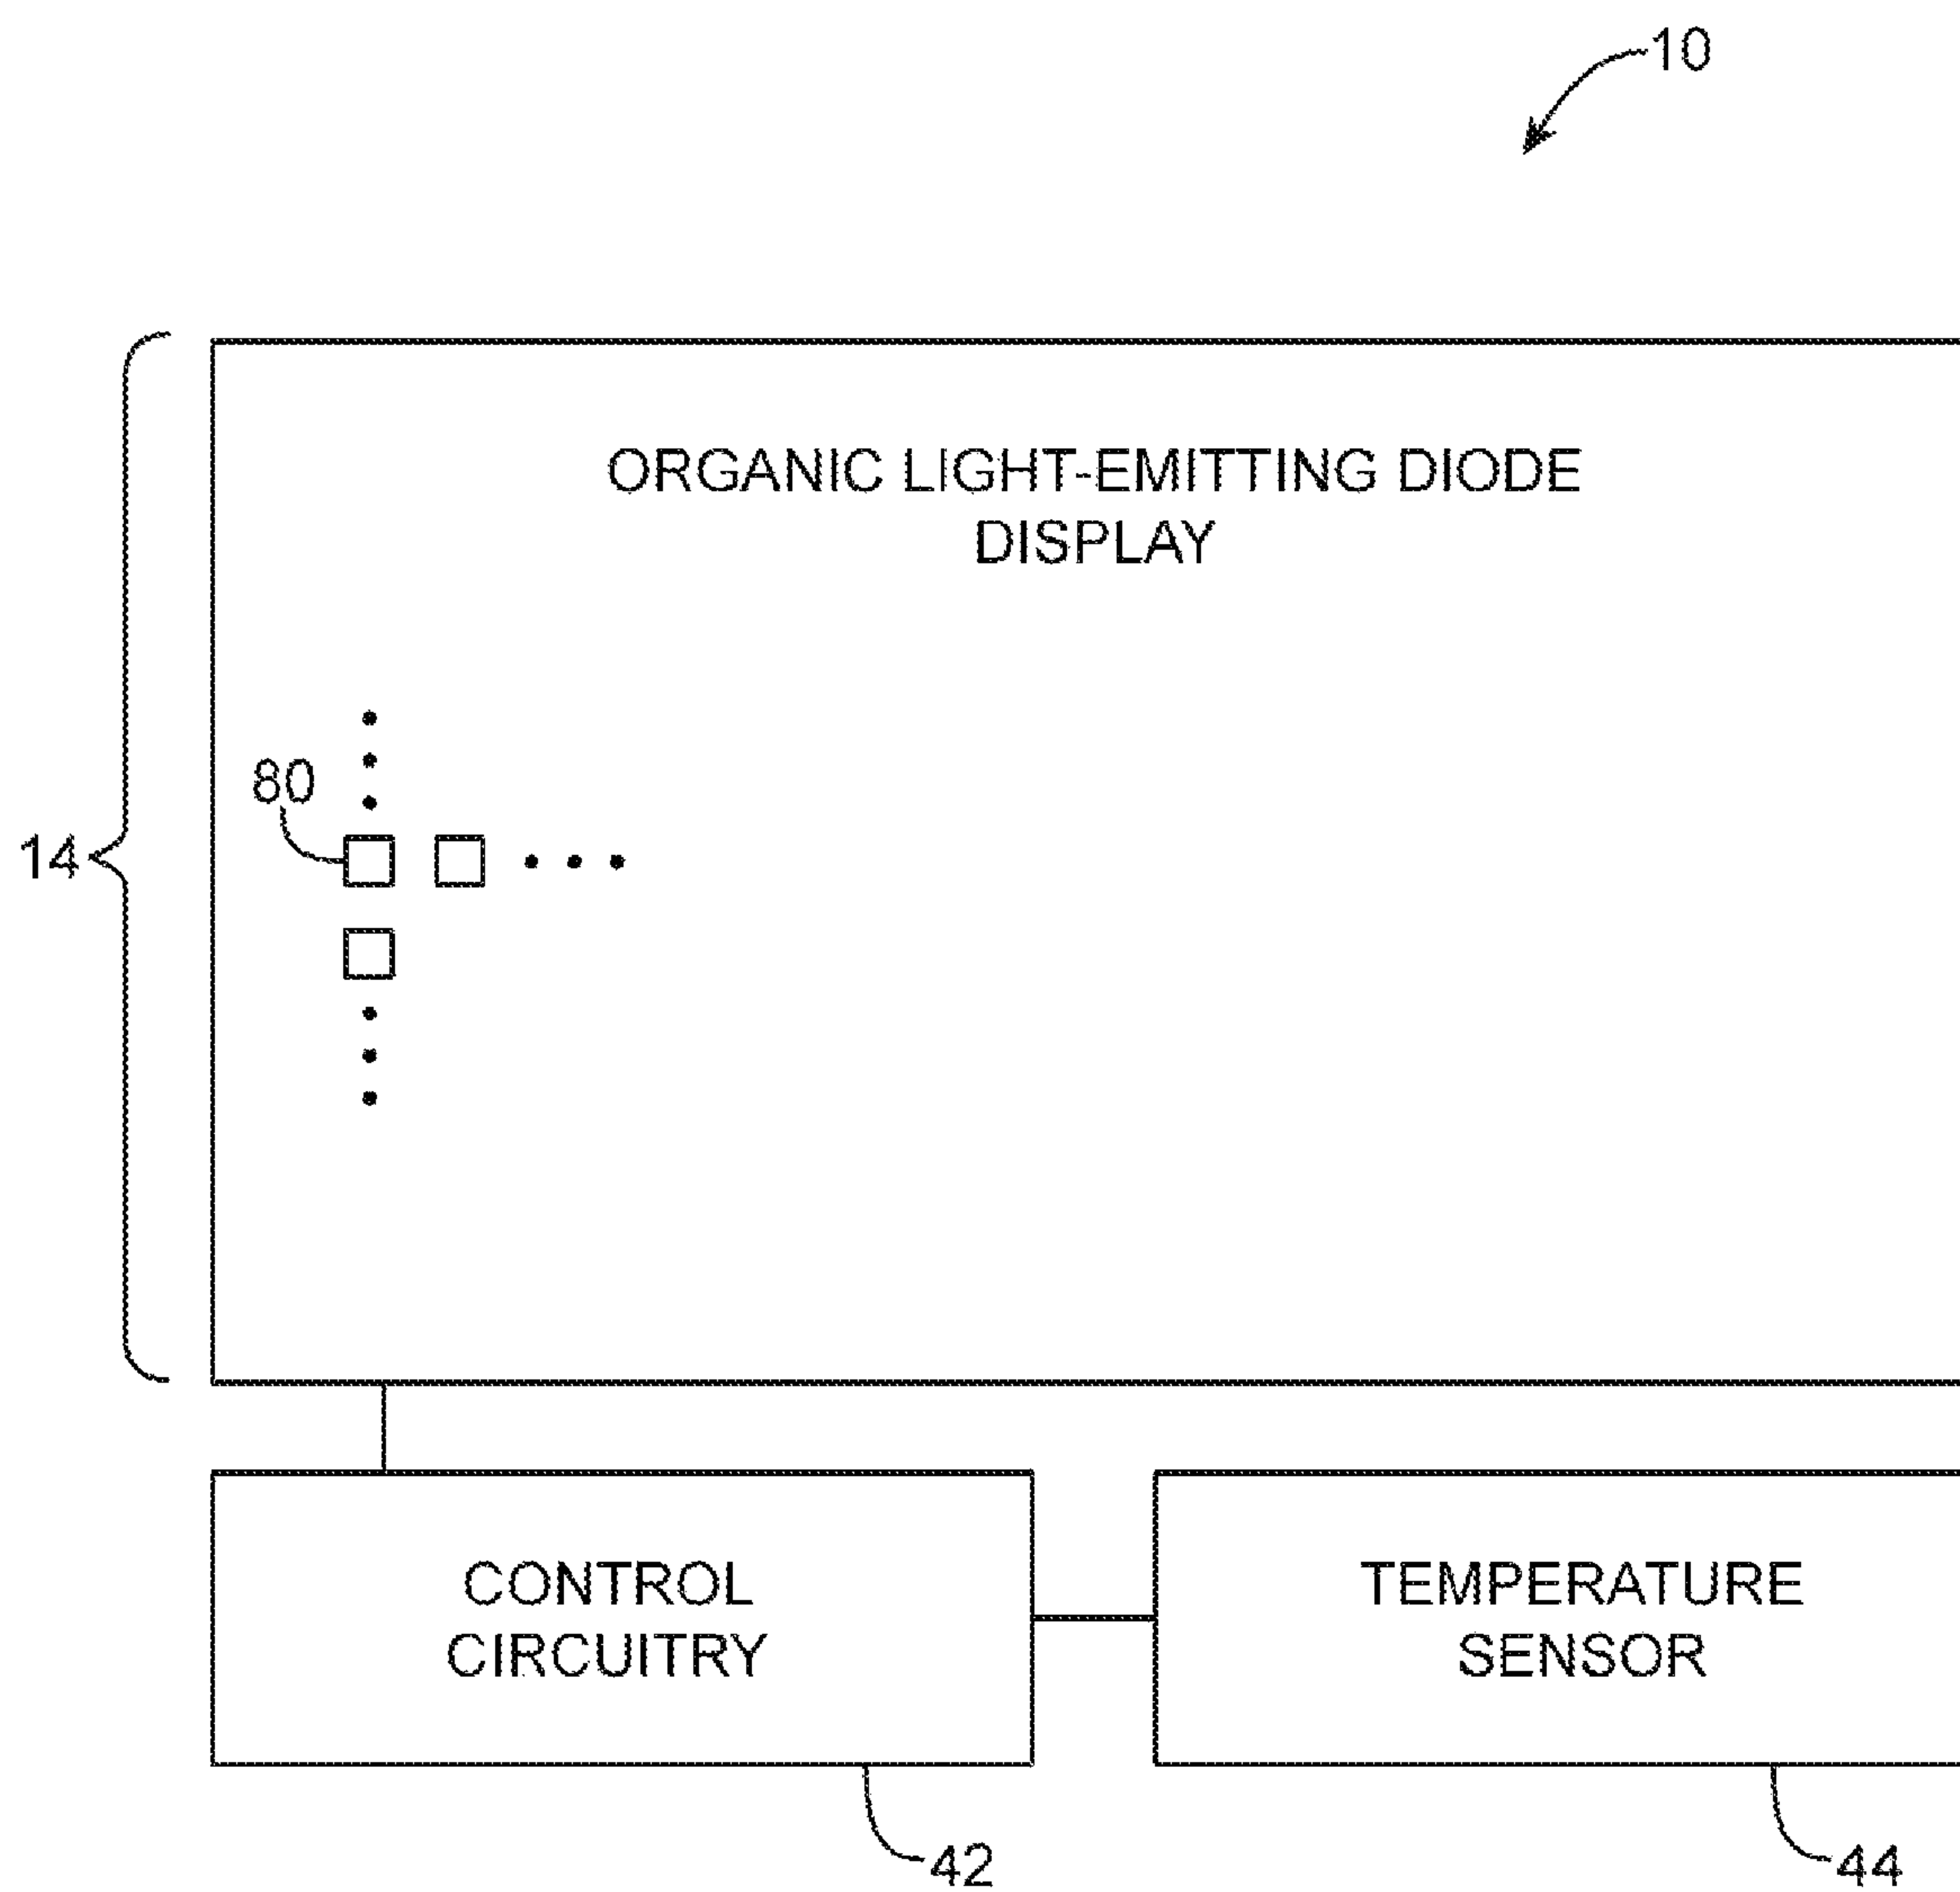 10
ORGANIC LIGHT-EMITTING DIODE
DISPLAY
80
14
CONTROL
CIRCUITRY
TEMPERATURE
SENSOR
42
44